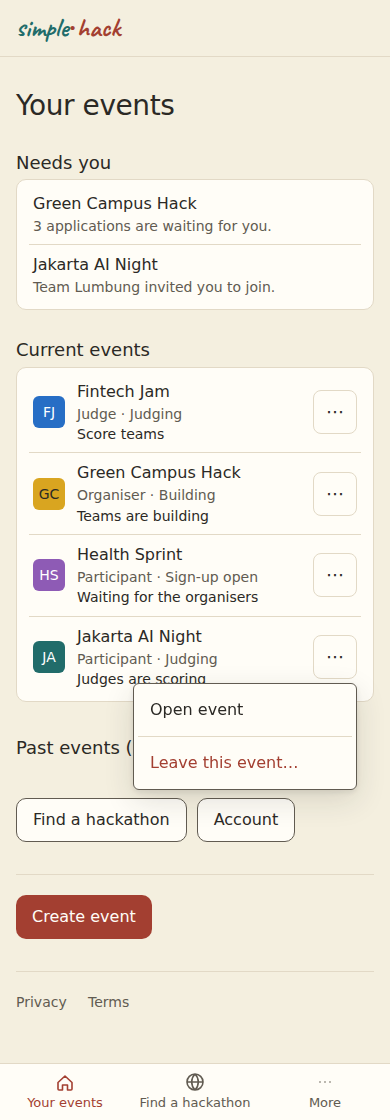 simple·hack
Your events
Needs you
Green Campus Hack
3 applications are waiting for you.
Jakarta AI Night
Team Lumbung invited you to join.
Current events
FJ
Fintech Jam
Judge · Judging
Score teams
GC
Green Campus Hack
Organiser · Building
Teams are building
HS
Health Sprint
Participant · Sign-up open
Waiting for the organisers
JA
Jakarta AI Night
Participant · Judging
Judges are scoring
Open event
Past events (
Leave this event…
Find a hackathon
Account
Create event
Privacy
Terms
Your events
Find a hackathon
More